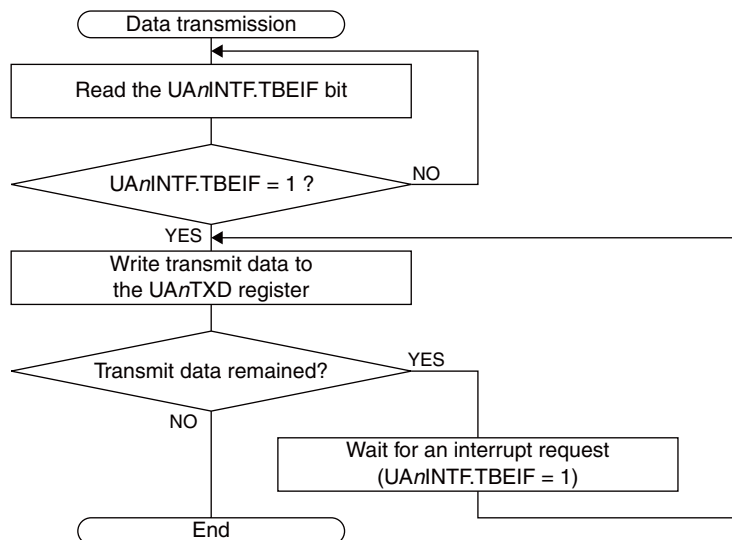 Data transmission
Read the UAnINTF.TBEIF bit
UAnINTF.TBEIF = 1 ?
NO
YES
Write transmit data to
the UAnTXD register
Transmit data remained?
YES
NO
Wait for an interrupt request
(UAnINTF.TBEIF = 1)
End